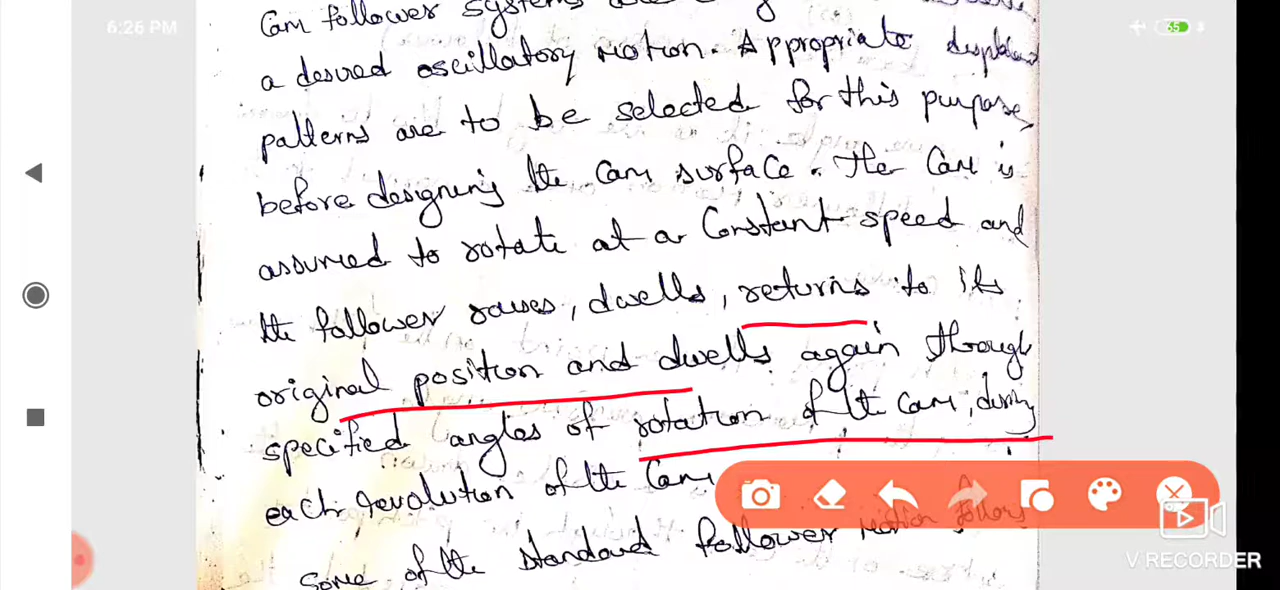 6:26 PM
65
Cam follower systems are
a desired oscillatory motion. Appropriate
patterns are to be selected for this purpose,
before designing the cam surface. The Cam is
assumed to rotate at a Constant speed and
the follower raises, dwells, returns to its
original position and dwells again through
specified angles of rotation of the cam, during
each revolution of the Cam
Some of the standard follower motion
V RECORDER